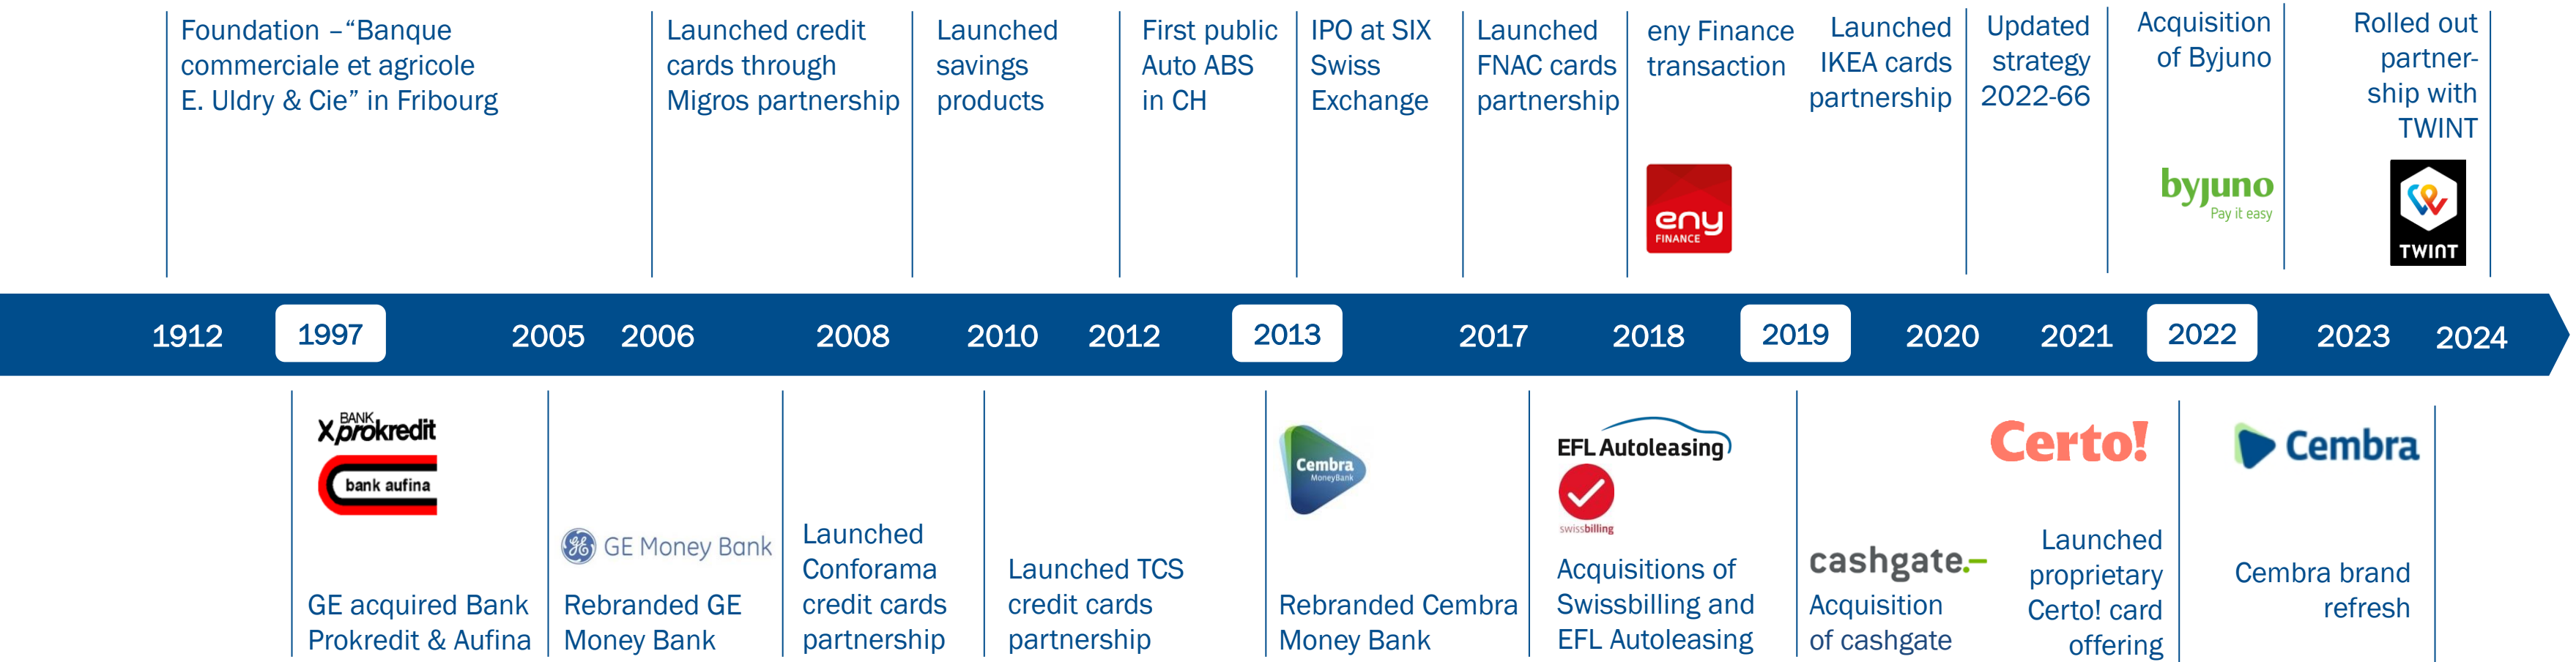 Foundation –“Banque
commerciale et agricole
E. Uldry & Cie” in Fribourg
Launched credit
cards through
Migros partnership
Launched
savings
products
First public
Auto ABS
in CH
IPO at SIX
Swiss
Exchange
Launched
FNAC cards
partnership
eny Finance
transaction
eny
FINANCE
Launched
IKEA cards
partnership
Updated
strategy
2022-66
Acquisition
of Byjuno
byjuno
Pay it easy
Rolled out
partner-
ship with
TWINT
TWINT
1912
1997
2005
2006
2008
2010
2012
2013
2017
2018
2019
2020
2021
2022
2023
2024
BANK
Xprokredit
bank aufina
GE acquired Bank
Prokredit & Aufina
GE GE Money Bank
Rebranded GE
Money Bank
Launched
Conforama
credit cards
partnership
Launched TCS
credit cards
partnership
Cembra
MoneyBank
Rebranded Cembra
Money Bank
EFL Autoleasing
swissbilling
Acquisitions of
Swissbilling and
EFL Autoleasing
cashgate.–
Acquisition
of cashgate
Certo!
Launched
proprietary
Certo! card
offering
Cembra
Cembra brand
refresh